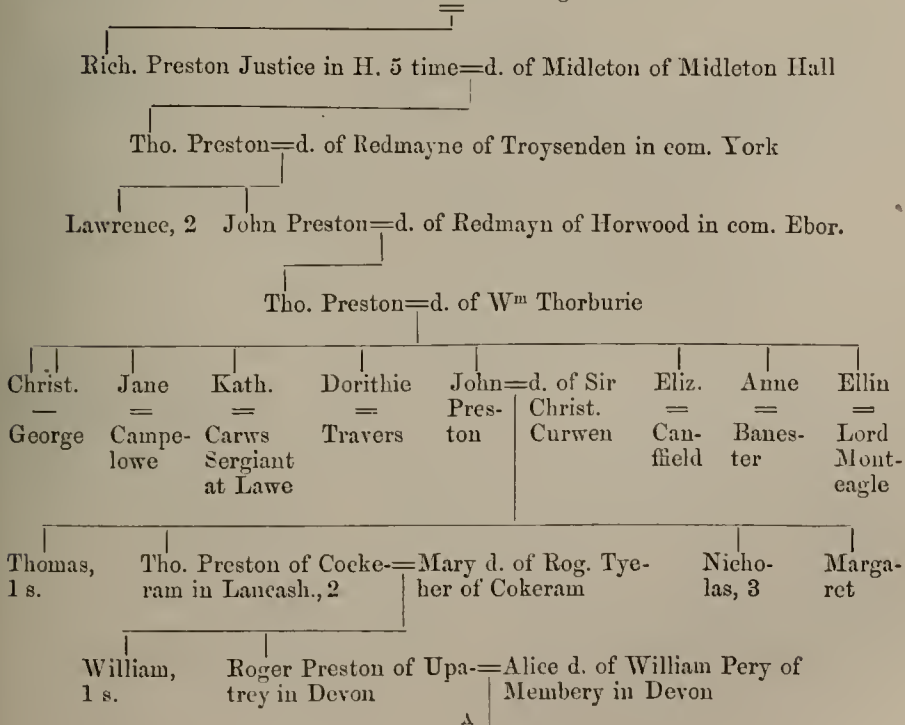 Rich. Preston Justice in H. 5 time=d. of Midleton of Midleton Hall
Tho. Preston=d. of Redmayne of Troysenden in com. York
Lawrence, 2 John Preston=d. of Redmayn of Horwood in com. Ebor.
Tho. Preston=d. of Wm Thorburie
Christ. Jane Kath. Dorithie John=d. of Sir Eliz. Anne Ellin
— = = = Pres- Christ. = = =
George Campe- Carws Travers ton Curwen Can- Banes- Lord
lowe Sergiant ffield ter Mont-
at Lawe eagle
Thomas, Tho. Preston of Cocke-=Mary d. of Rog. Tye- Nicho- Marga-
1 s. ram in Lancash., 2 her of Cokeram las, 3 ret
William, Roger Preston of Upa-=Alice d. of William Pery of
1 s. trey in Devon Membery in Devon
A